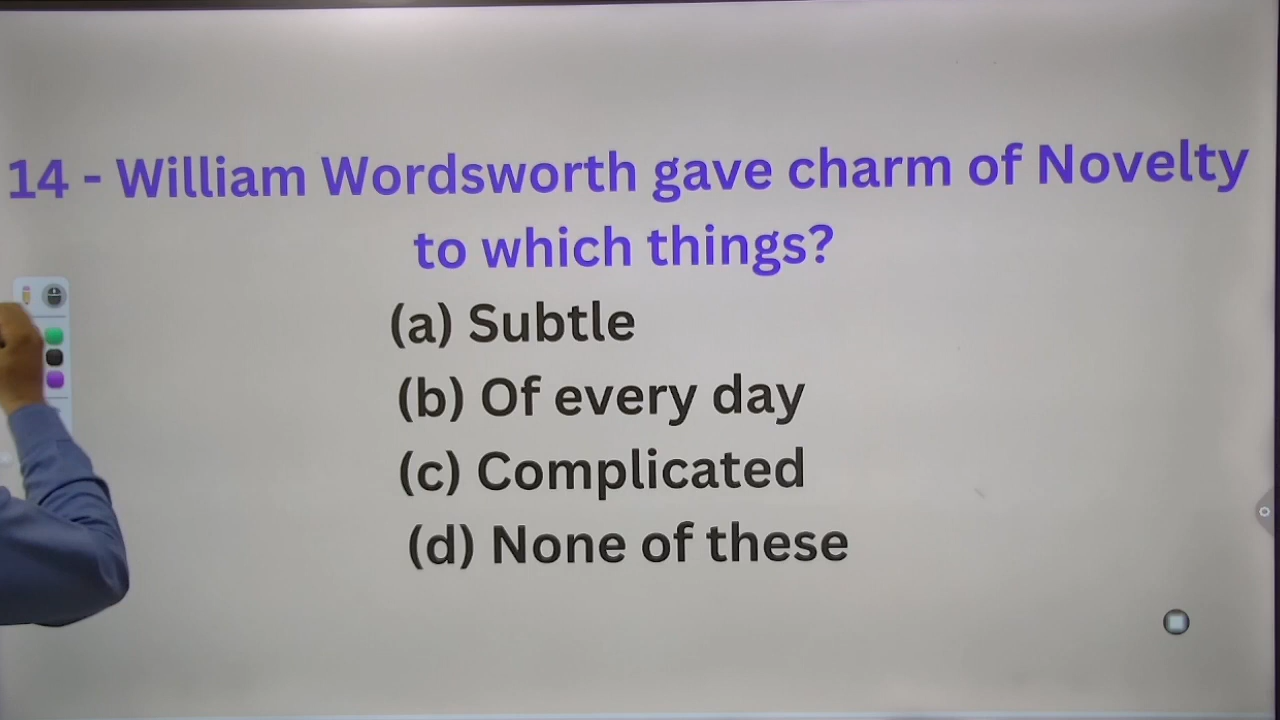 14 - William Wordsworth gave charm of Novelty
to which things?
(a) Subtle
(b) Of every day
(c) Complicated
(d) None of these